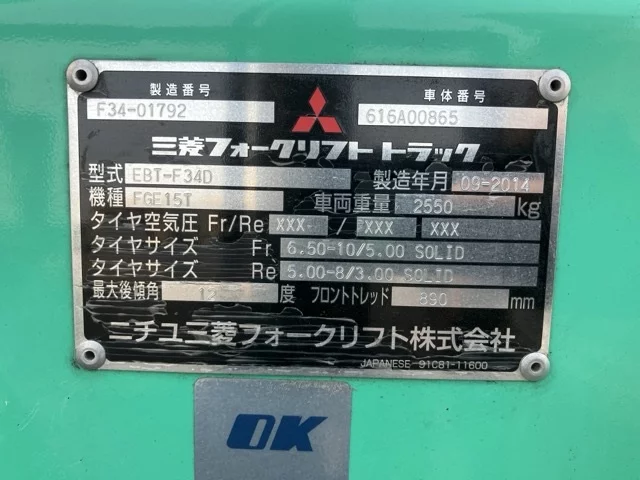 製造番号 車体番号
F34-01792 616A00865
三菱フォークリフト トラック
型式 EBT-F34D 製造年月 09-2014
機種 FGE15T 車両重量 2550 kg
タイヤ空気圧 Fr/Re XXX / XXX XXX
タイヤサイズ Fr 6.50-10/5.00 SOLID
タイヤサイズ Re 5.00-8/3.00 SOLID
最大後傾角 度 フロントトレッド 890 mm
ニチユ三菱フォークリフト株式会社
JAPANESE 91C81-11600
OK